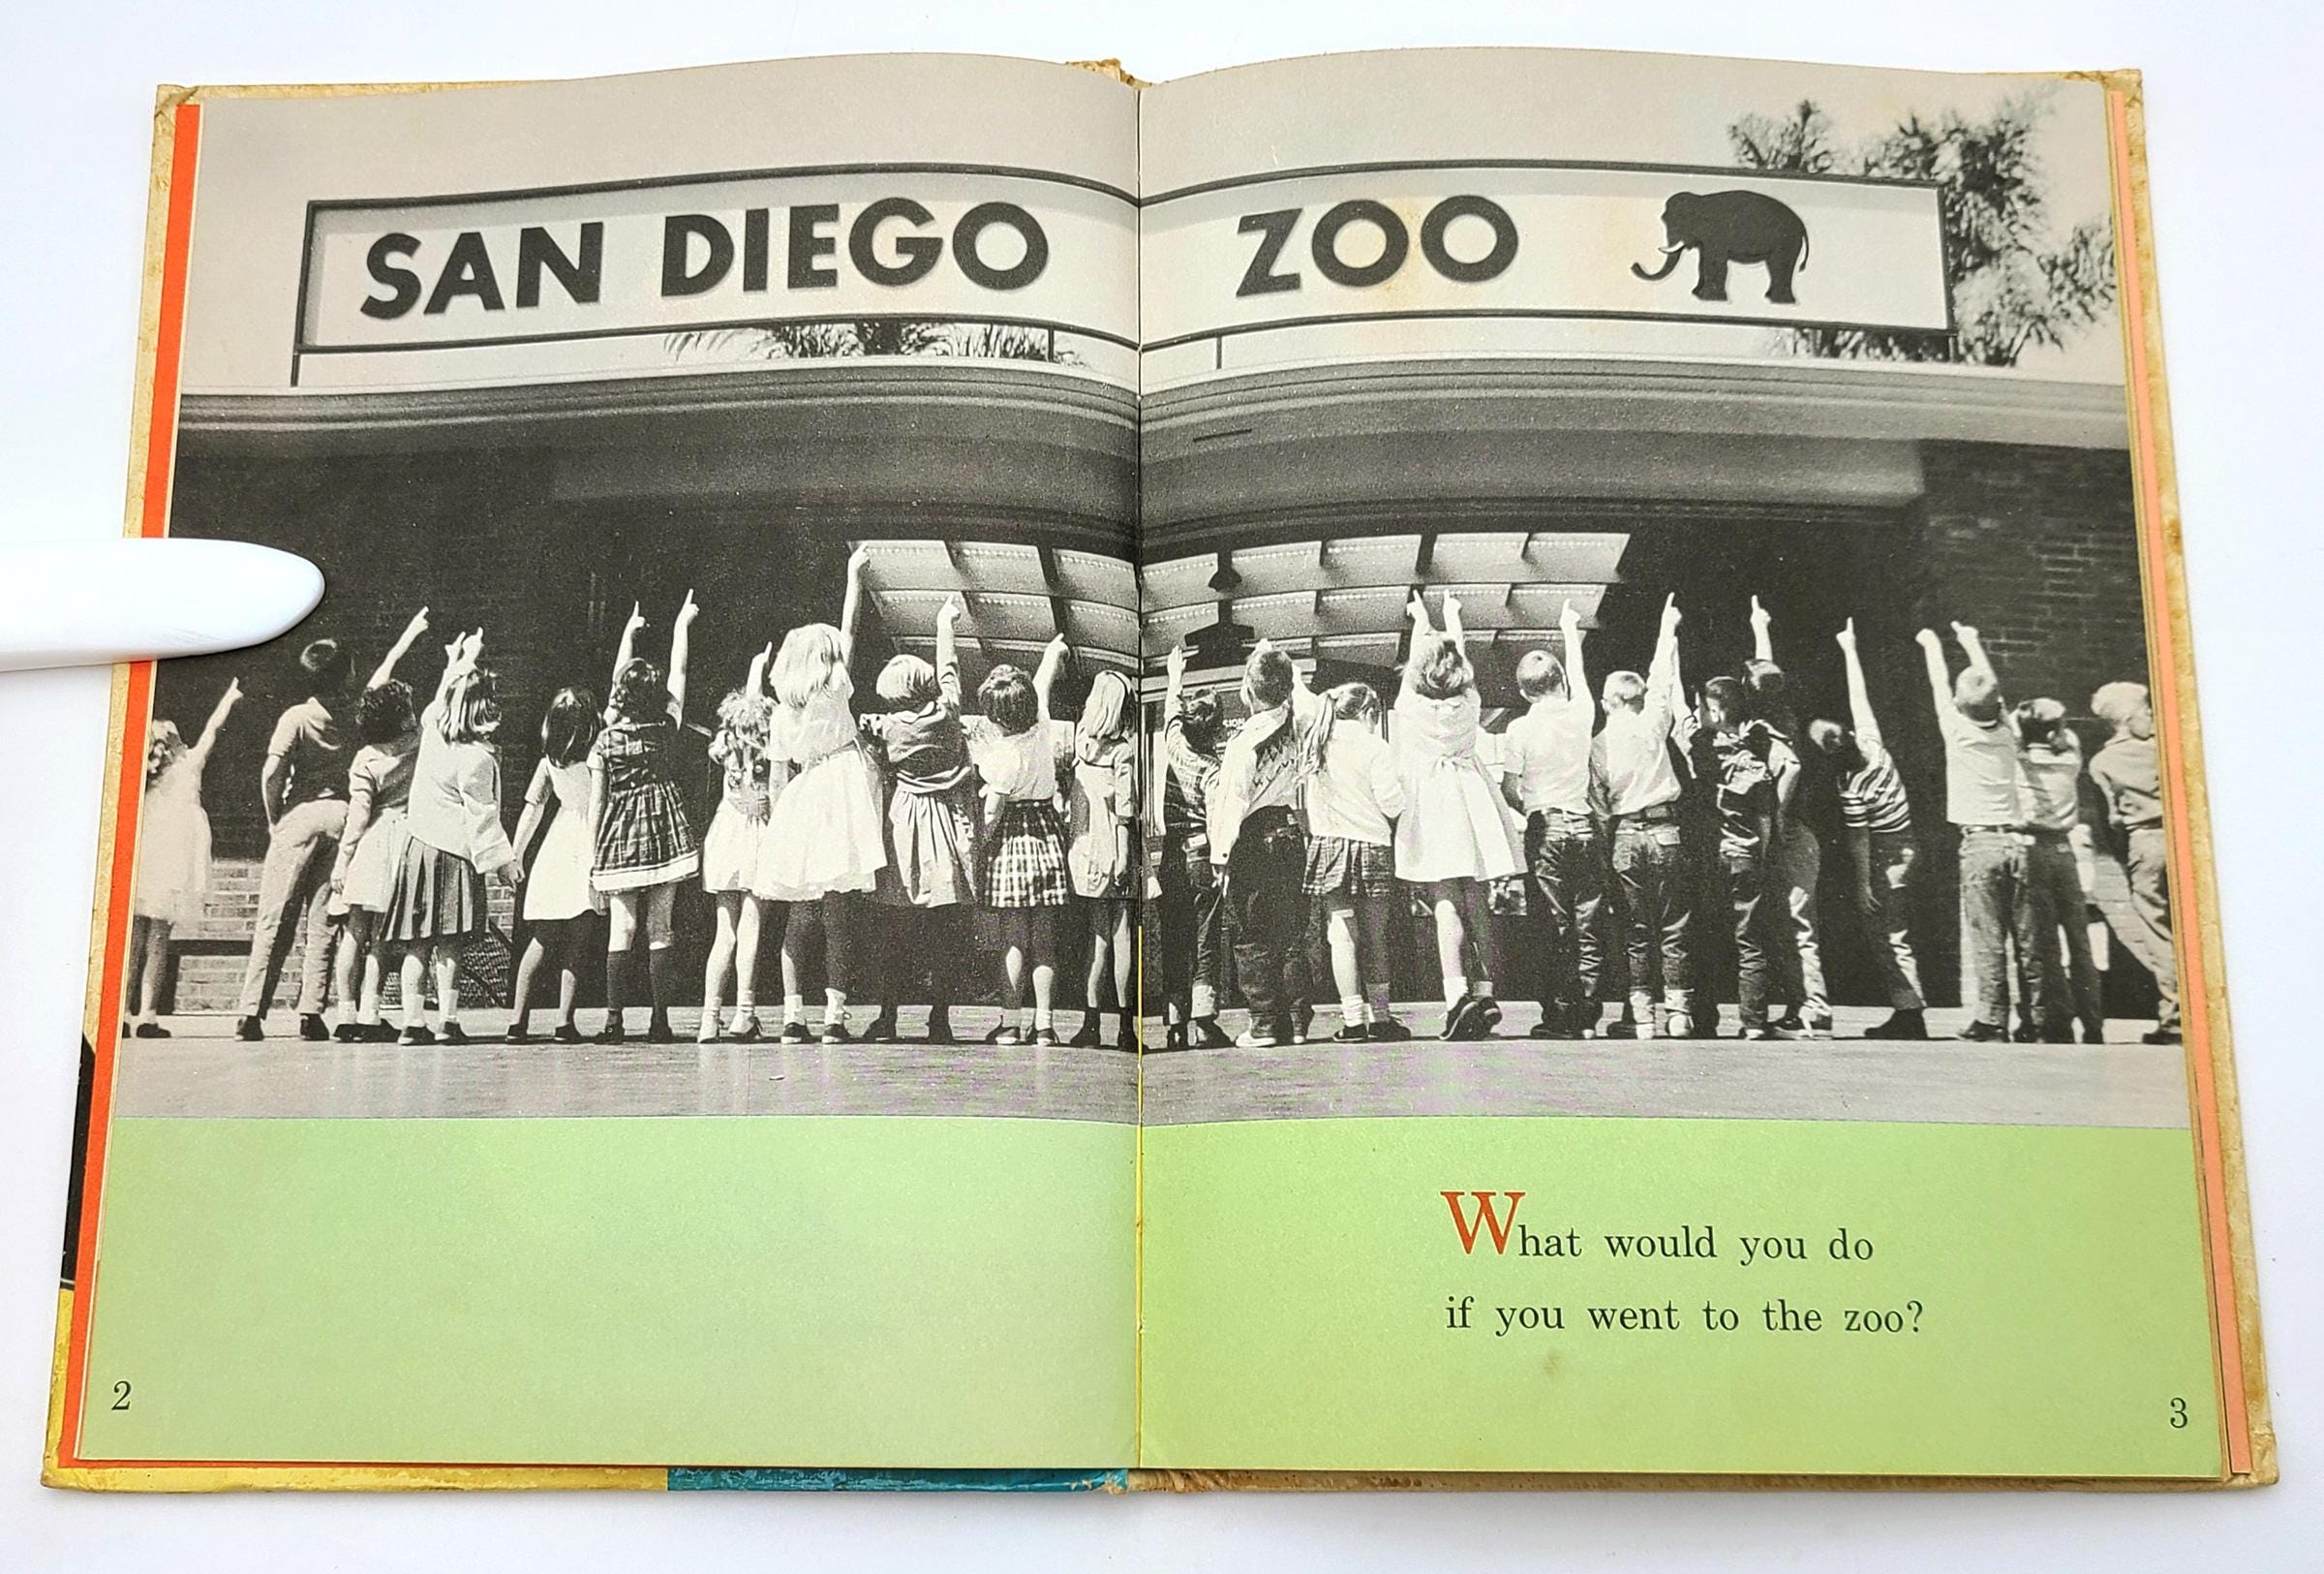 SAN DIEGO ZOO
What would you do
if you went to the zoo?
2
3